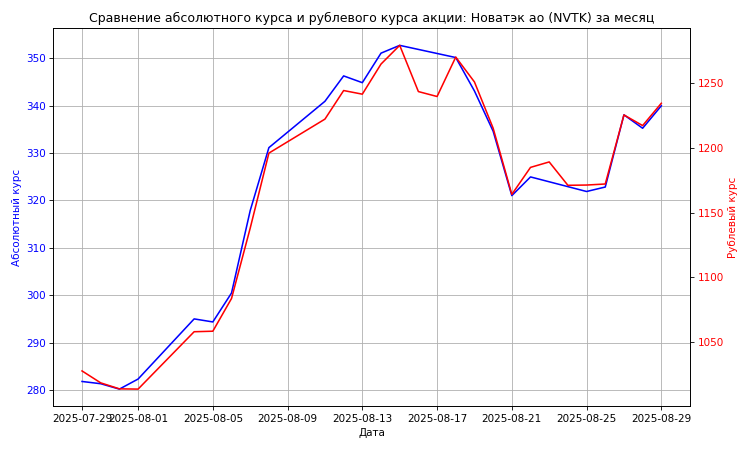 Сравнение абсолютного курса и рублевого курса акции: Новатэк ао (NVTK) за месяц
Абсолютный курс
350
340
330
320
310
300
290
280
1250
1200
1150
1100
1050
Рублевый курс
2025-07-29 2025-08-01 2025-08-05 2025-08-09 2025-08-13 2025-08-17 2025-08-21 2025-08-25 2025-08-29
Дата